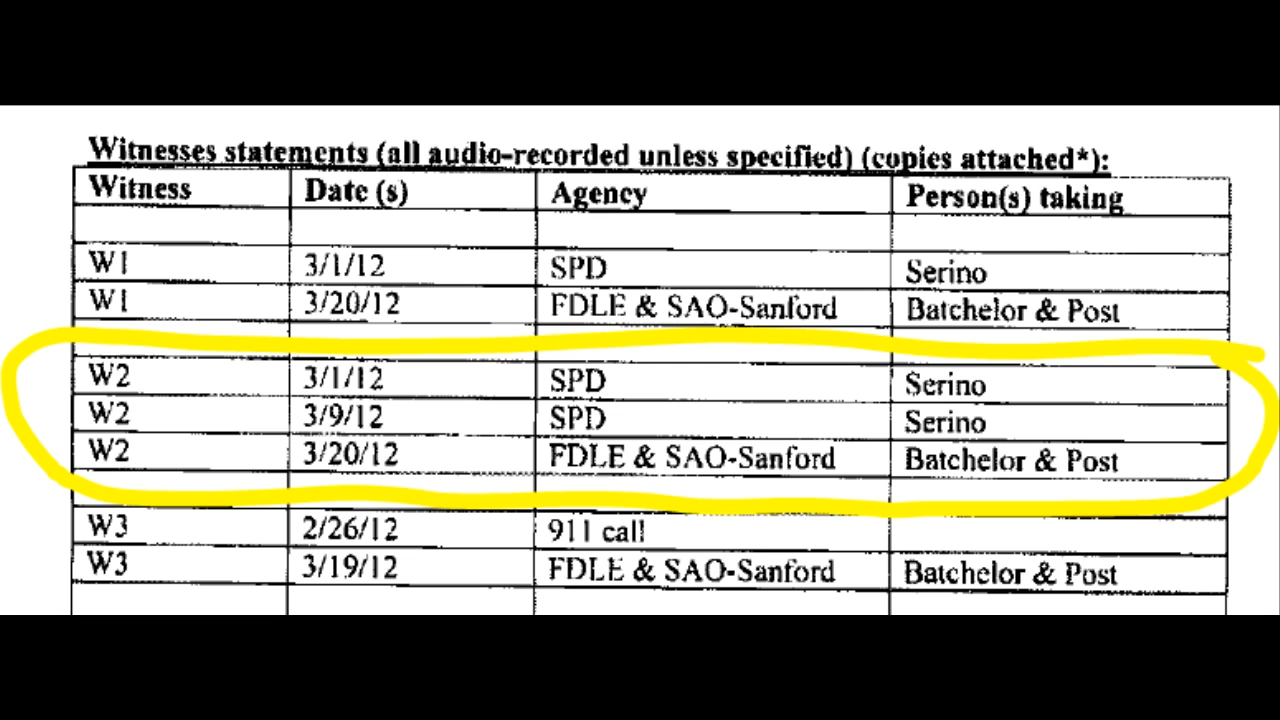 Witnesses statements (all audio-recorded unless specified) (copies attached*):
Witness Date (s) Agency Person(s) taking
W1 3/1/12 SPD Serino
W1 3/20/12 FDLE & SAO-Sanford Batchelor & Post
W2 3/1/12 SPD Serino
W2 3/9/12 SPD Serino
W2 3/20/12 FDLE & SAO-Sanford Batchelor & Post
W3 2/26/12 911 call
W3 3/19/12 FDLE & SAO-Sanford Batchelor & Post